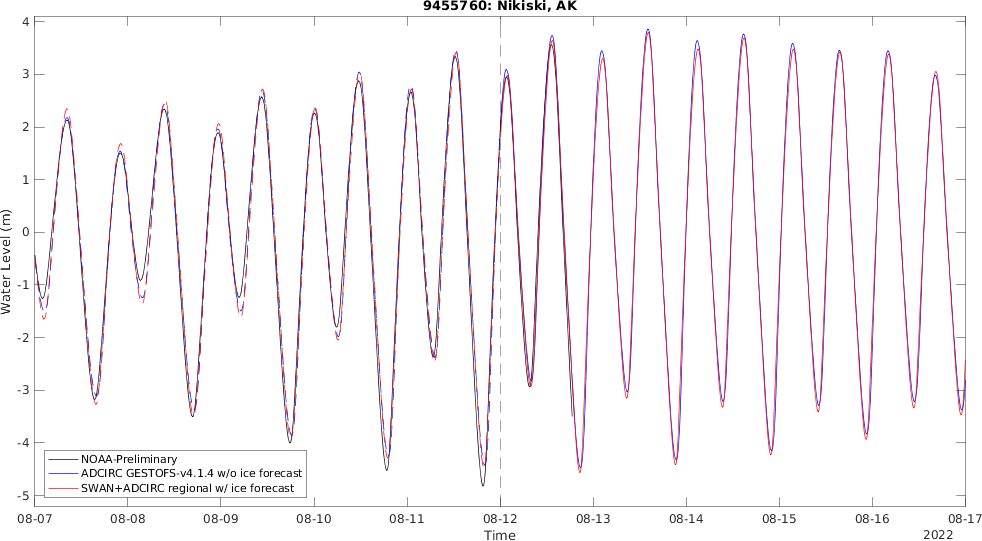 9455760: Nikiski, AK
Water Level (m)
4
3
2
1
0
-1
-2
-3
-4
-5
NOAA-Preliminary
ADCIRC GESTOFS-v4.1.4 w/o ice forecast
SWAN+ADCIRC regional w/ ice forecast
08-07 08-08 08-09 08-10 08-11 08-12 08-13 08-14 08-15 08-16 08-17
Time
2022